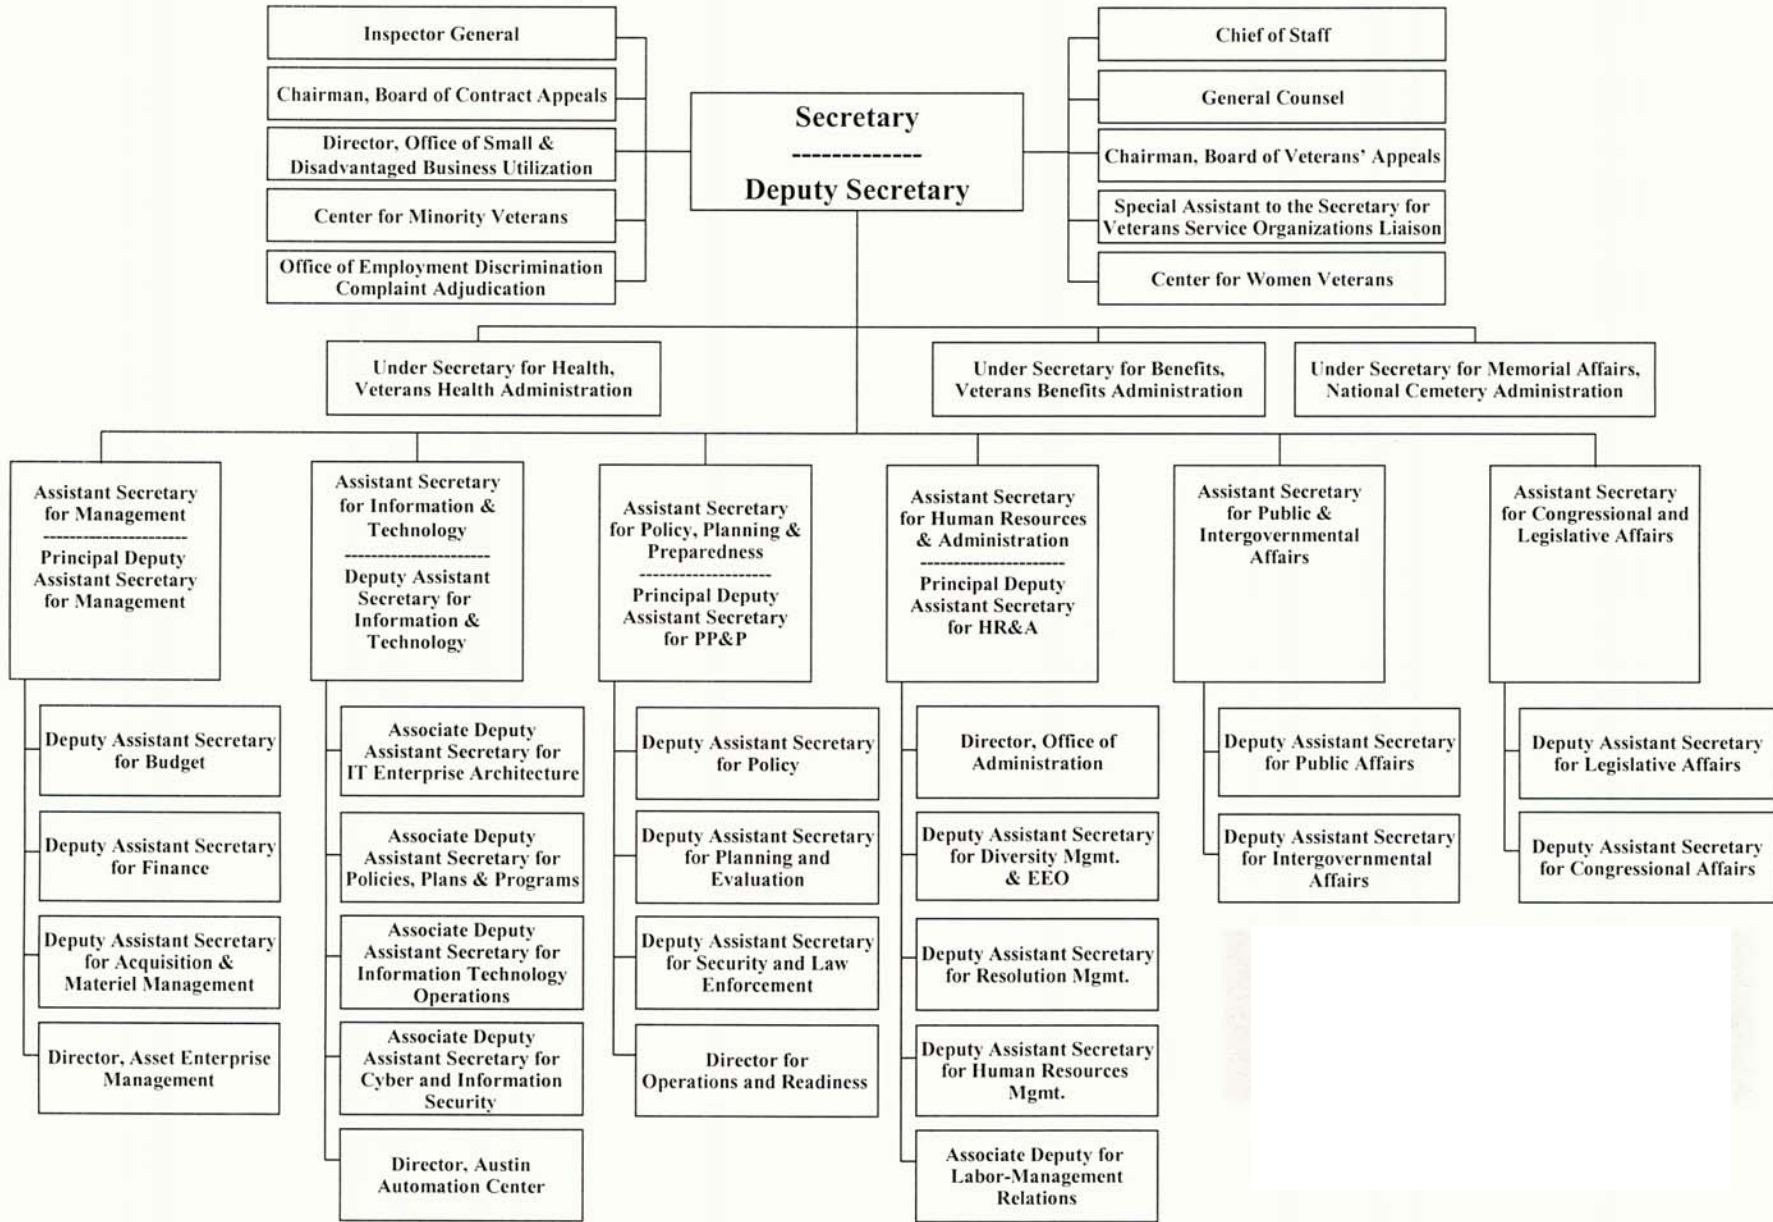 Inspector General
Chairman, Board of Contract Appeals
Director, Office of Small &
Disadvantaged Business Utilization
Center for Minority Veterans
Office of Employment Discrimination
Complaint Adjudication
Secretary
-------------
Deputy Secretary
Chief of Staff
General Counsel
Chairman, Board of Veterans’ Appeals
Special Assistant to the Secretary for
Veterans Service Organizations Liaison
Center for Women Veterans
Under Secretary for Health,
Veterans Health Administration
Under Secretary for Benefits,
Veterans Benefits Administration
Under Secretary for Memorial Affairs,
National Cemetery Administration
Assistant Secretary
for Management
----------------------
Principal Deputy
Assistant Secretary
for Management
Deputy Assistant Secretary
for Budget
Deputy Assistant Secretary
for Finance
Deputy Assistant Secretary
for Acquisition &
Materiel Management
Director, Asset Enterprise
Management
Assistant Secretary
for Information &
Technology
----------------------
Deputy Assistant
Secretary for
Information &
Technology
Associate Deputy
Assistant Secretary for
IT Enterprise Architecture
Associate Deputy
Assistant Secretary for
Policies, Plans & Programs
Associate Deputy
Assistant Secretary for
Information Technology
Operations
Associate Deputy
Assistant Secretary for
Cyber and Information
Security
Director, Austin
Automation Center
Assistant Secretary
for Policy, Planning &
Preparedness
--------------------
Principal Deputy
Assistant Secretary
for PP&P
Deputy Assistant Secretary
for Policy
Deputy Assistant Secretary
for Planning and
Evaluation
Deputy Assistant Secretary
for Security and Law
Enforcement
Director for
Operations and Readiness
Assistant Secretary
for Human Resources
& Administration
----------------------
Principal Deputy
Assistant Secretary
for HR&A
Director, Office of
Administration
Deputy Assistant Secretary
for Diversity Mgmt.
& EEO
Deputy Assistant Secretary
for Resolution Mgmt.
Deputy Assistant Secretary
for Human Resources
Mgmt.
Associate Deputy for
Labor-Management
Relations
Assistant Secretary
for Public &
Intergovernmental
Affairs
Deputy Assistant Secretary
for Public Affairs
Deputy Assistant Secretary
for Intergovernmental
Affairs
Assistant Secretary
for Congressional and
Legislative Affairs
Deputy Assistant Secretary
for Legislative Affairs
Deputy Assistant Secretary
for Congressional Affairs